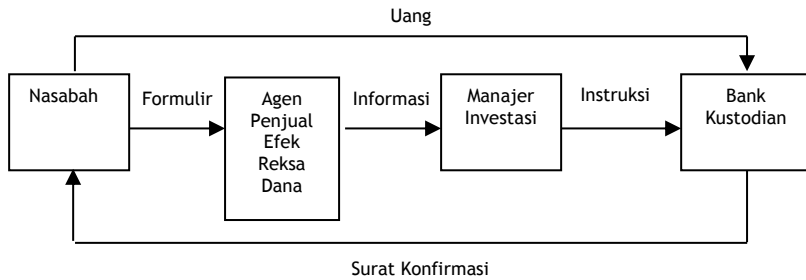 Uang
Nasabah
Formulir
Agen
Penjual
Efek
Reksa
Dana
Informasi
Manajer
Investasi
Instruksi
Bank
Kustodian
Surat Konfirmasi